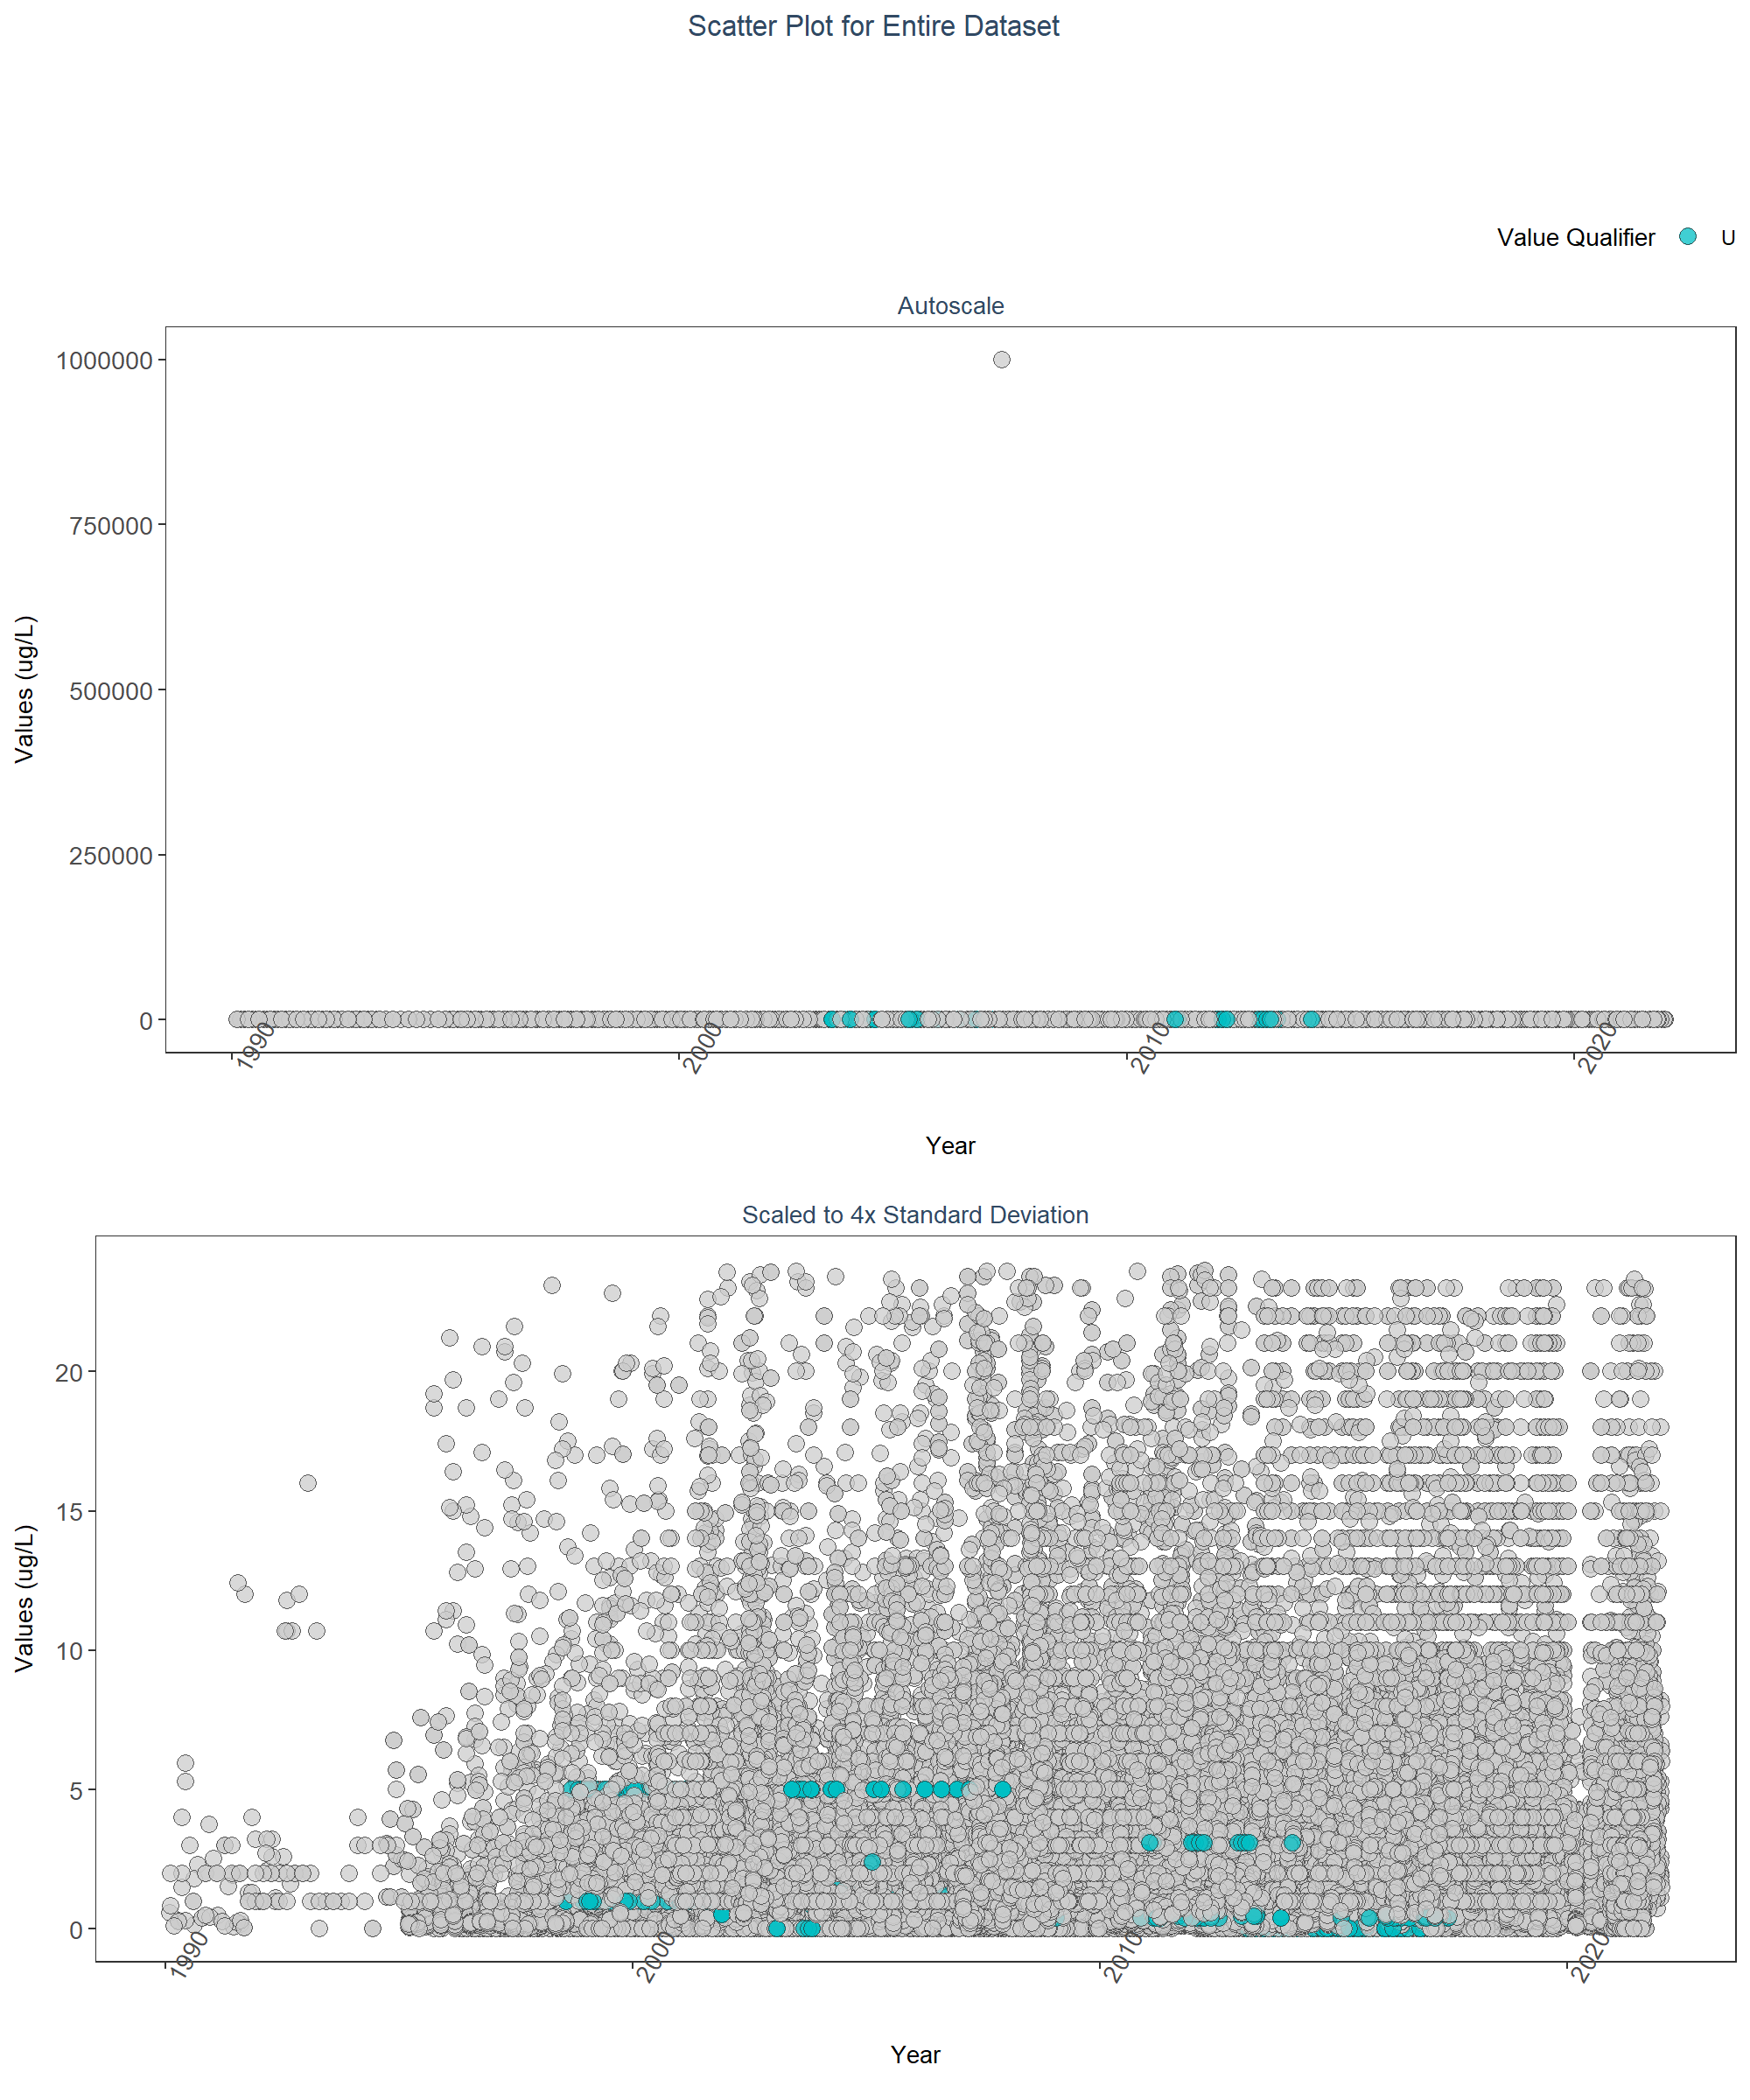 Scatter Plot for Entire Dataset
Value Qualifier U
Autoscale
1000000
750000
500000
250000
0
Values (ug/L)
1990 2000 2010 2020
Year
Scaled to 4x Standard Deviation
20
15
10
5
0
Values (ug/L)
1990 2000 2010 2020
Year